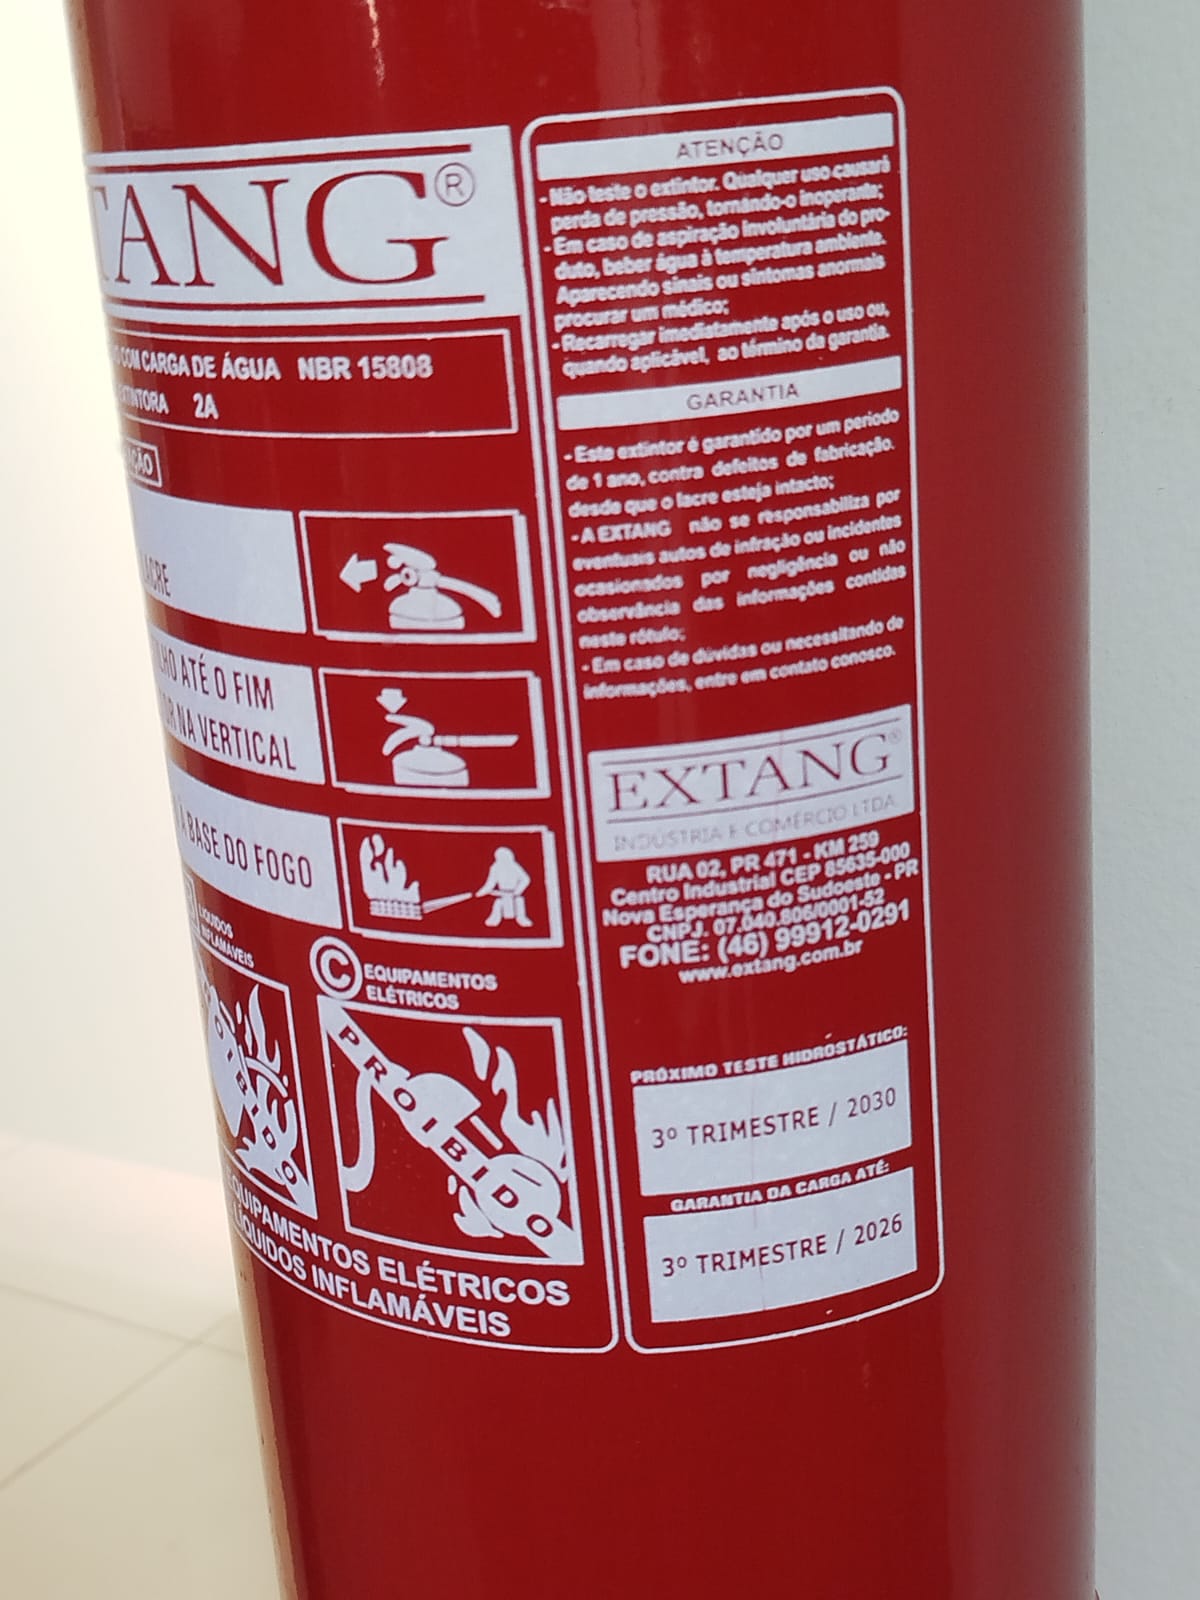 TANG®
COM CARGA DE ÁGUA NBR 15808
EXTINTORA 2A
LACRE
ATÉ O FIM
NA VERTICAL
À BASE DO FOGO
LÍQUIDOS
INFLAMÁVEIS
PROIBIDO
C EQUIPAMENTOS
ELÉTRICOS
PROIBIDO
EQUIPAMENTOS ELÉTRICOS
LÍQUIDOS INFLAMÁVEIS
ATENÇÃO
- Não teste o extintor. Qualquer uso causará
perda de pressão, tornando-o inoperante;
- Em caso de aspiração involuntária do pro-
duto, beber água à temperatura ambiente.
Aparecendo sinais ou sintomas anormais
procurar um médico;
- Recarregar imediatamente após o uso ou,
quando aplicável, ao término da garantia.
GARANTIA
- Este extintor é garantido por um período
de 1 ano, contra defeitos de fabricação.
desde que o lacre esteja intacto;
- A EXTANG não se responsabiliza por
eventuais autos de infração ou incidentes
ocasionados por negligência ou não
observância das informações contidas
neste rótulo;
- Em caso de dúvidas ou necessitando de
informações, entre em contato conosco.
EXTANG®
INDÚSTRIA E COMÉRCIO LTDA
RUA 02, PR 471 - KM 259
Centro Industrial CEP 85635-000
Nova Esperança do Sudoeste - PR
CNPJ. 07.040.806/0001-52
FONE: (46) 99912-0291
www.extang.com.br
PRÓXIMO TESTE HIDROSTÁTICO:
3º TRIMESTRE / 2030
GARANTIA DA CARGA ATÉ:
3º TRIMESTRE / 2026